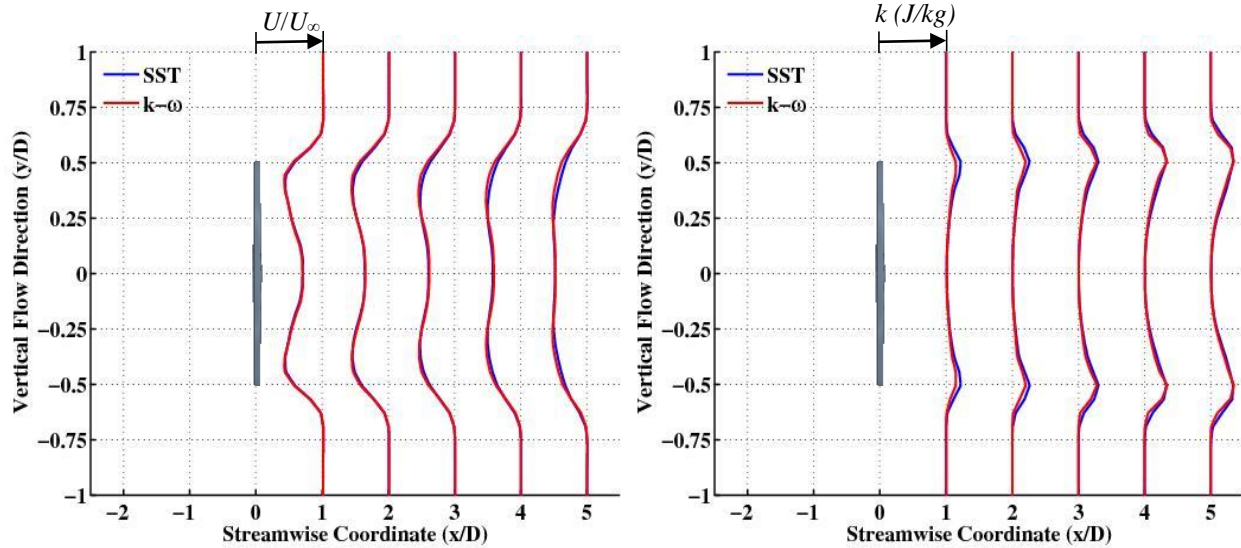 U/U∞
SST
k−ω
1
0.75
0.5
0.25
0
−0.25
−0.5
−0.75
−1
Vertical Flow Direction (y/D)
−2 −1 0 1 2 3 4 5
Streamwise Coordinate (x/D)
k (J/kg)
SST
k−ω
1
0.75
0.5
0.25
0
−0.25
−0.5
−0.75
−1
Vertical Flow Direction (y/D)
−2 −1 0 1 2 3 4 5
Streamwise Coordinate (x/D)